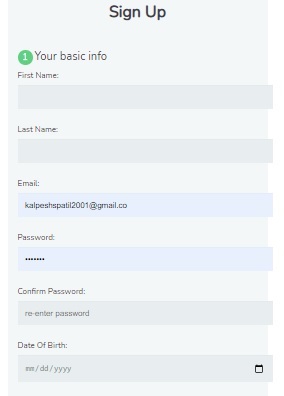 Sign Up
1 Your basic info
First Name:
Last Name:
Email:
kalpeshspatil2001@gmail.co
Password:
•••••••
Confirm Password:
re-enter password
Date Of Birth:
mm/dd/yyyy